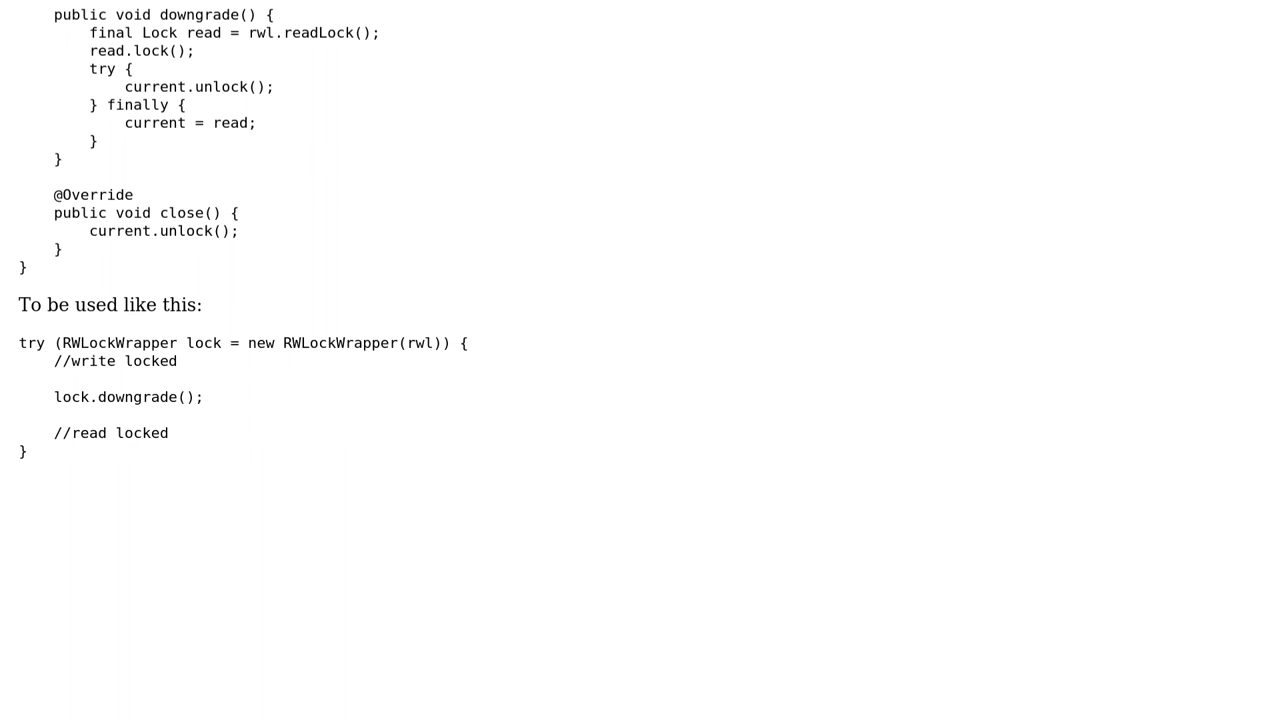 public void downgrade() {
        final Lock read = rwl.readLock();
        read.lock();
        try {
            current.unlock();
        } finally {
            current = read;
        }
    }

    @Override
    public void close() {
        current.unlock();
    }
}
To be used like this:
try (RWLockWrapper lock = new RWLockWrapper(rwl)) {
    //write locked

    lock.downgrade();

    //read locked
}